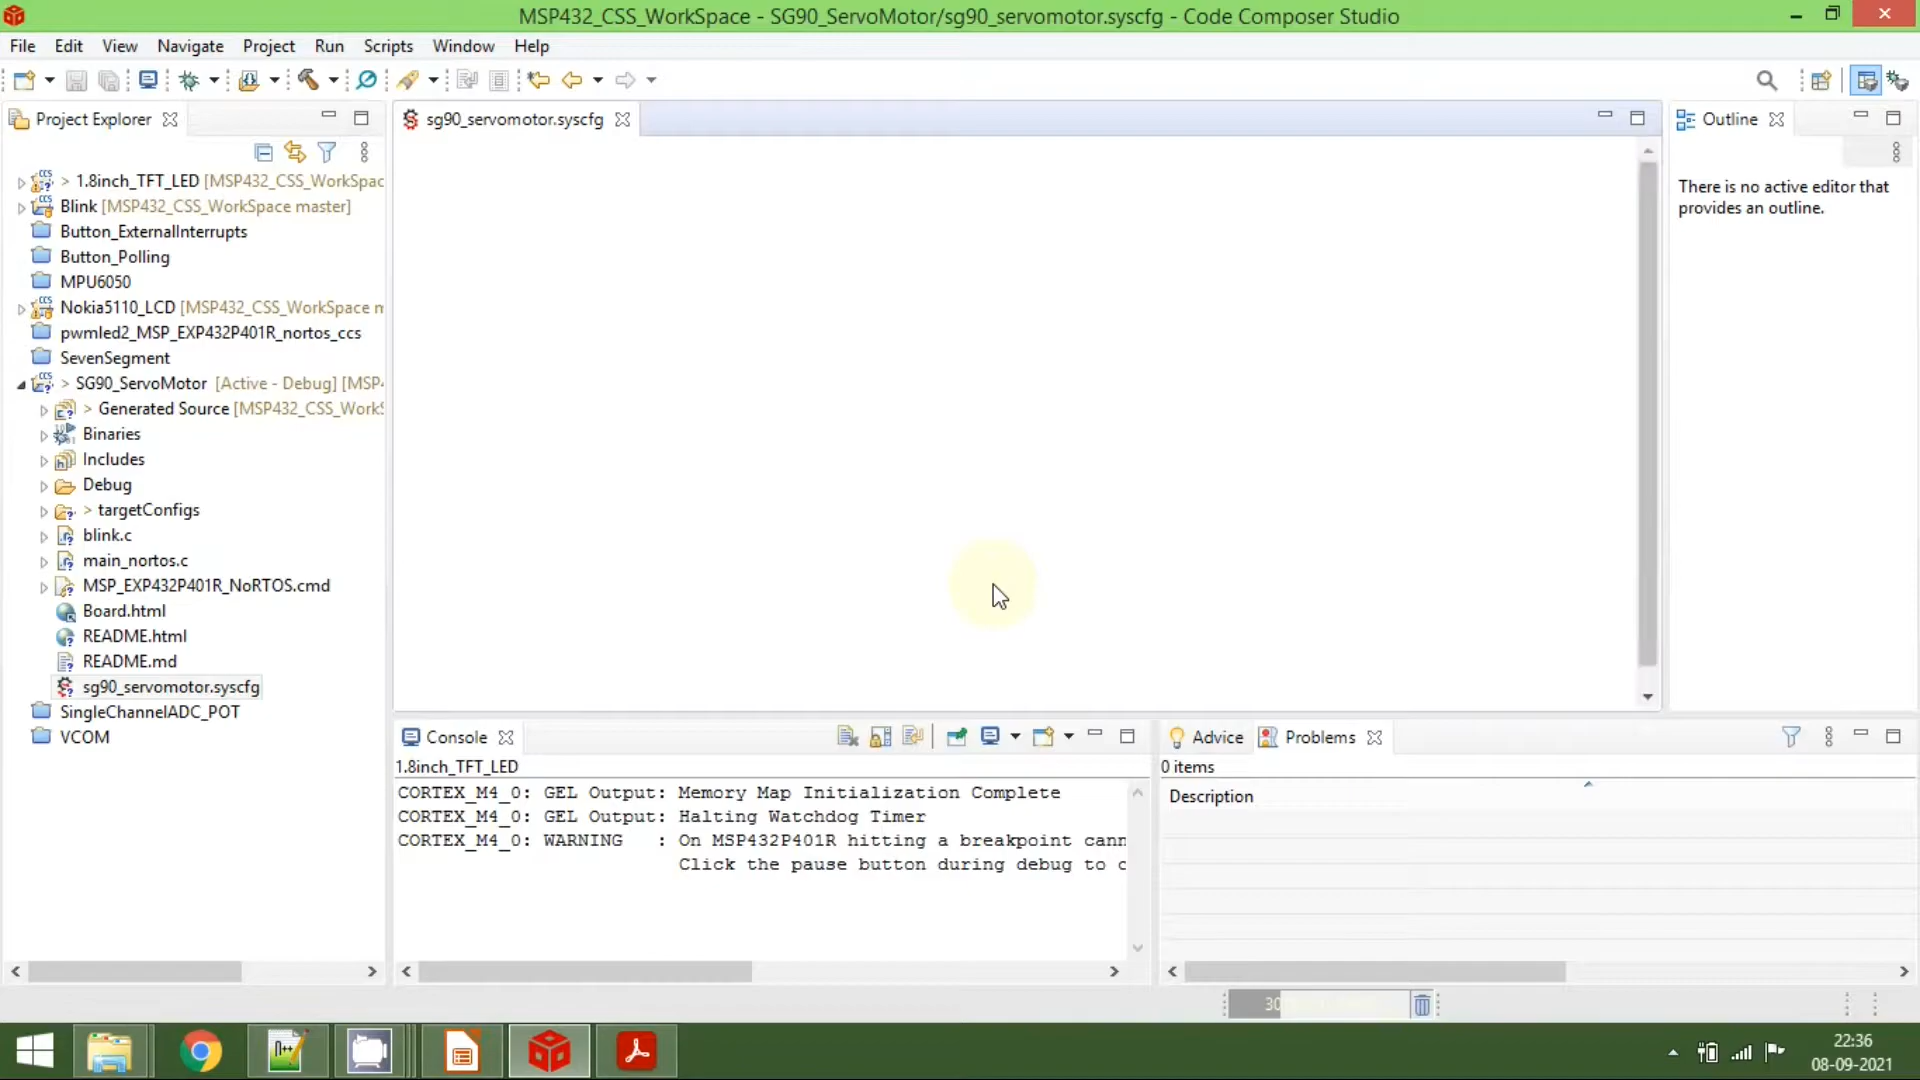 MSP432_CSS_WorkSpace - SG90_ServoMotor/sg90_servomotor.syscfg - Code Composer Studio
File Edit View Navigate Project Run Scripts Window Help
Project Explorer
sg90_servomotor.syscfg
Outline
There is no active editor that
provides an outline.
> 1.8inch_TFT_LED [MSP432_CSS_WorkSpac
Blink [MSP432_CSS_WorkSpace master]
Button_ExternalInterrupts
Button_Polling
MPU6050
Nokia5110_LCD [MSP432_CSS_WorkSpace m
pwmled2_MSP_EXP432P401R_nortos_ccs
SevenSegment
> SG90_ServoMotor [Active - Debug] [MSP4
> Generated Source [MSP432_CSS_WorkS
Binaries
Includes
Debug
> targetConfigs
blink.c
main_nortos.c
MSP_EXP432P401R_NoRTOS.cmd
Board.html
README.html
README.md
sg90_servomotor.syscfg
SingleChannelADC_POT
VCOM
Console
1.8inch_TFT_LED
CORTEX_M4_0: GEL Output: Memory Map Initialization Complete
CORTEX_M4_0: GEL Output: Halting Watchdog Timer
CORTEX_M4_0: WARNING : On MSP432P401R hitting a breakpoint cann
Click the pause button during debug to c
Advice Problems
0 items
Description
22:36
08-09-2021